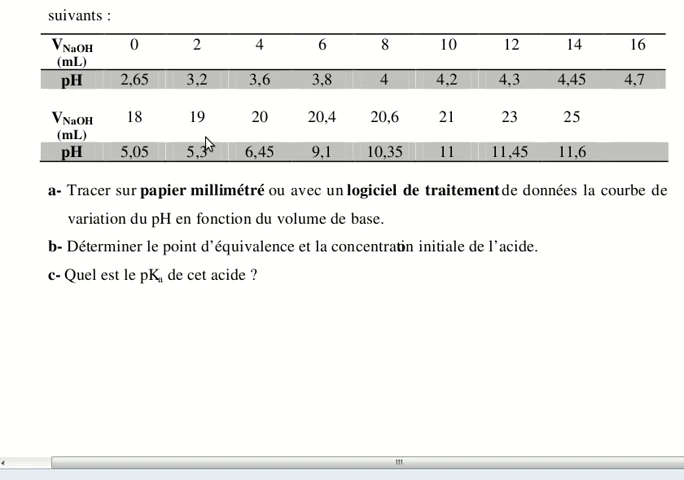 suivants :
V NaOH (mL) 0 2 4 6 8 10 12 14 16
pH 2,65 3,2 3,6 3,8 4 4,2 4,3 4,45 4,7
V NaOH (mL) 18 19 20 20,4 20,6 21 23 25
pH 5,05 5,3 6,45 9,1 10,35 11 11,45 11,6
a- Tracer sur papier millimétré ou avec un logiciel de traitement de données la courbe de
variation du pH en fonction du volume de base.
b- Déterminer le point d'équivalence et la concentration initiale de l'acide.
c- Quel est le pKa de cet acide ?